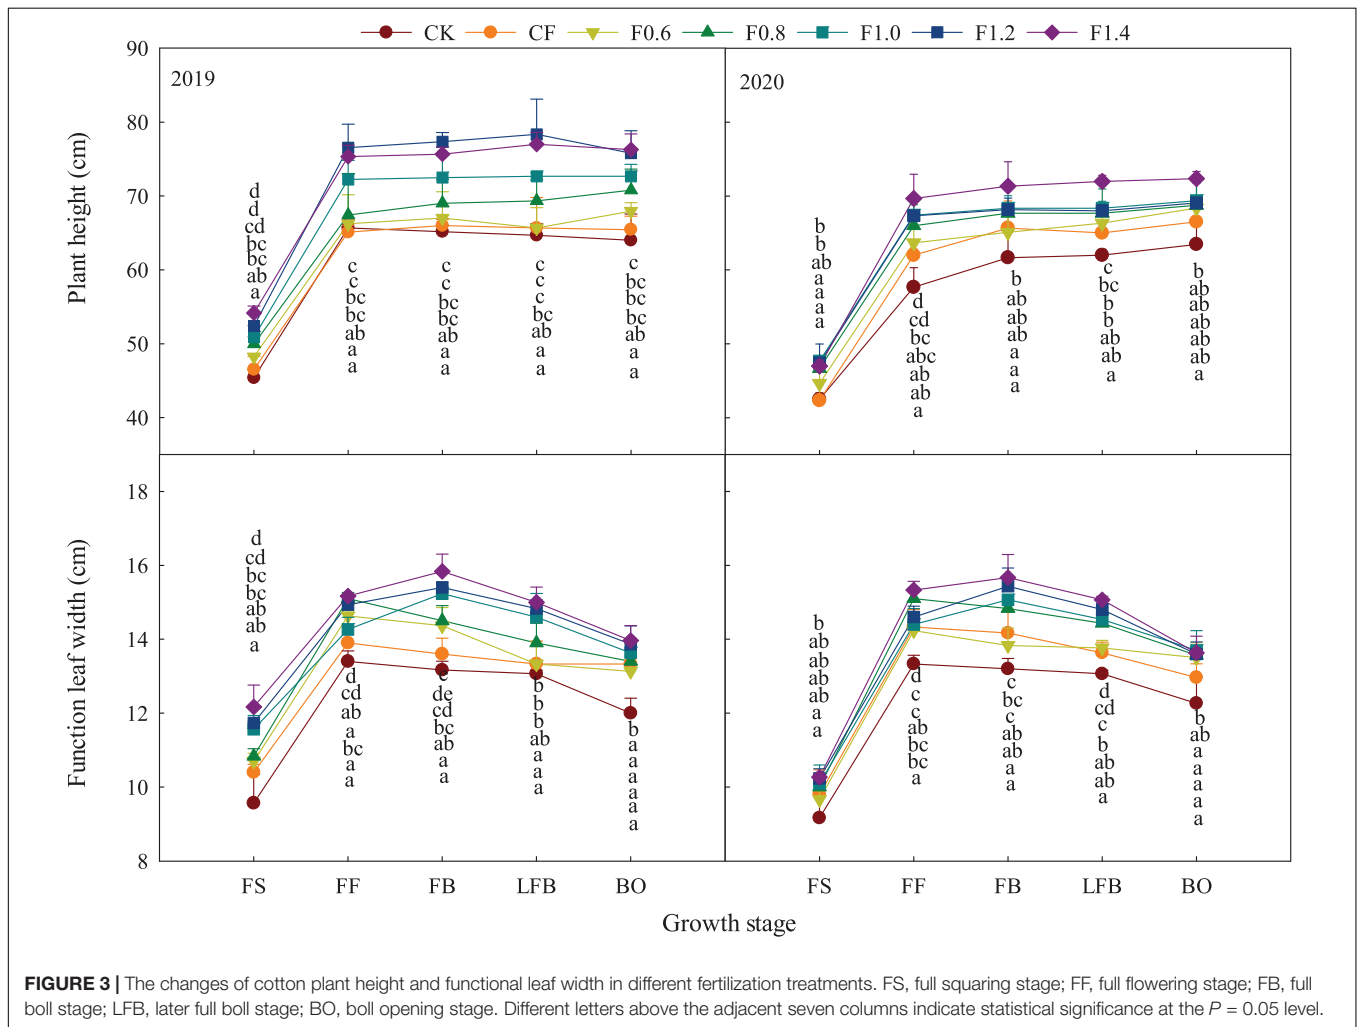 CK CF F0.6 F0.8 F1.0 F1.2 F1.4
90
80
70
60
50
40
Plant height (cm)
2019
d
d
cd
bc
bc
ab
a
c
c
bc
bc
ab
a
a
c
c
bc
bc
ab
a
a
c
c
c
bc
ab
a
a
c
bc
bc
bc
ab
a
a
2020
b
b
ab
a
a
a
a
d
cd
bc
abc
ab
ab
a
b
ab
ab
ab
a
a
a
c
bc
b
b
ab
ab
a
b
ab
ab
ab
ab
ab
a
18
16
14
12
10
8
Function leaf width (cm)
d
cd
bc
bc
ab
ab
a
d
cd
ab
a
bc
a
a
e
de
cd
bc
ab
a
a
b
b
b
ab
a
a
a
b
a
a
a
a
a
a
b
ab
ab
ab
ab
a
a
d
c
c
ab
bc
bc
a
c
bc
c
ab
ab
a
a
d
cd
c
b
ab
ab
a
b
ab
a
a
a
a
a
FS FF FB LFB BO
FS FF FB LFB BO
Growth stage
FIGURE 3 | The changes of cotton plant height and functional leaf width in different fertilization treatments. FS, full squaring stage; FF, full flowering stage; FB, full
boll stage; LFB, later full boll stage; BO, boll opening stage. Different letters above the adjacent seven columns indicate statistical significance at the P = 0.05 level.